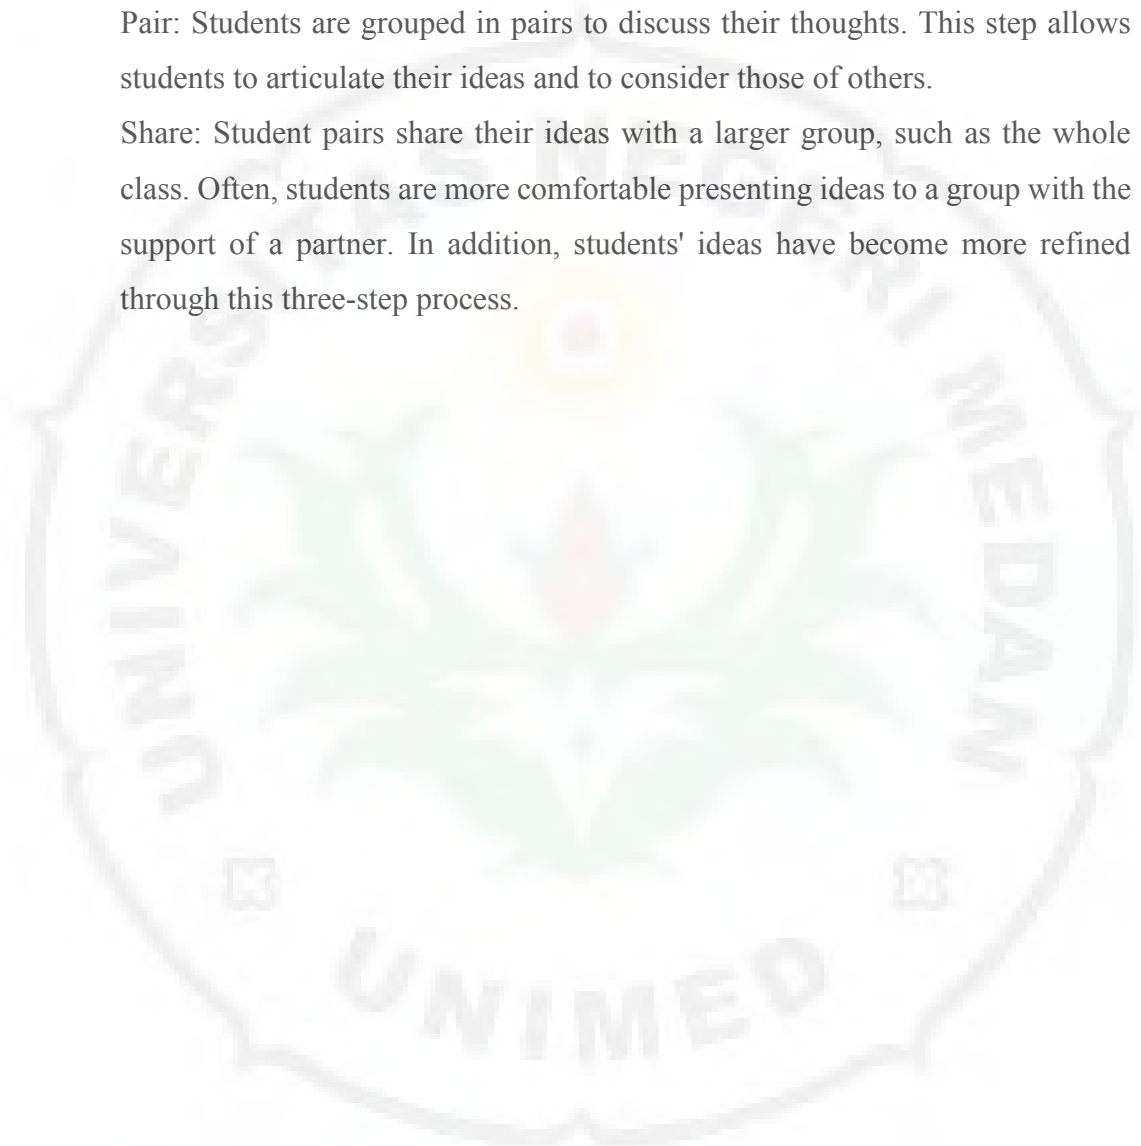 Pair: Students are grouped in pairs to discuss their thoughts. This step allows
students to articulate their ideas and to consider those of others.
Share: Student pairs share their ideas with a larger group, such as the whole
class. Often, students are more comfortable presenting ideas to a group with the
support of a partner. In addition, students' ideas have become more refined
through this three-step process.
UNIVERSITAS NEGERI MEDAN
UNIMED